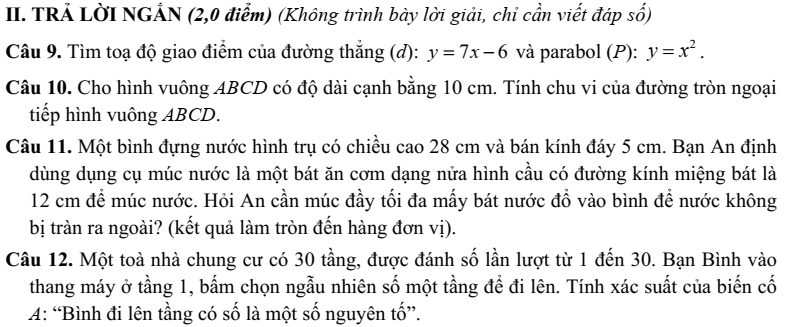 II. TRẢ LỜI NGẮN (2,0 điểm) (Không trình bày lời giải, chỉ cần viết đáp số)
Câu 9. Tìm toạ độ giao điểm của đường thẳng (d): y = 7x − 6 và parabol (P): y = x².
Câu 10. Cho hình vuông ABCD có độ dài cạnh bằng 10 cm. Tính chu vi của đường tròn ngoại
tiếp hình vuông ABCD.
Câu 11. Một bình đựng nước hình trụ có chiều cao 28 cm và bán kính đáy 5 cm. Bạn An định
dùng dụng cụ múc nước là một bát ăn cơm dạng nửa hình cầu có đường kính miệng bát là
12 cm để múc nước. Hỏi An cần múc đầy tối đa mấy bát nước đổ vào bình để nước không
bị tràn ra ngoài? (kết quả làm tròn đến hàng đơn vị).
Câu 12. Một toà nhà chung cư có 30 tầng, được đánh số lần lượt từ 1 đến 30. Bạn Bình vào
thang máy ở tầng 1, bấm chọn ngẫu nhiên số một tầng để đi lên. Tính xác suất của biến cố
A: “Bình đi lên tầng có số là một số nguyên tố”.